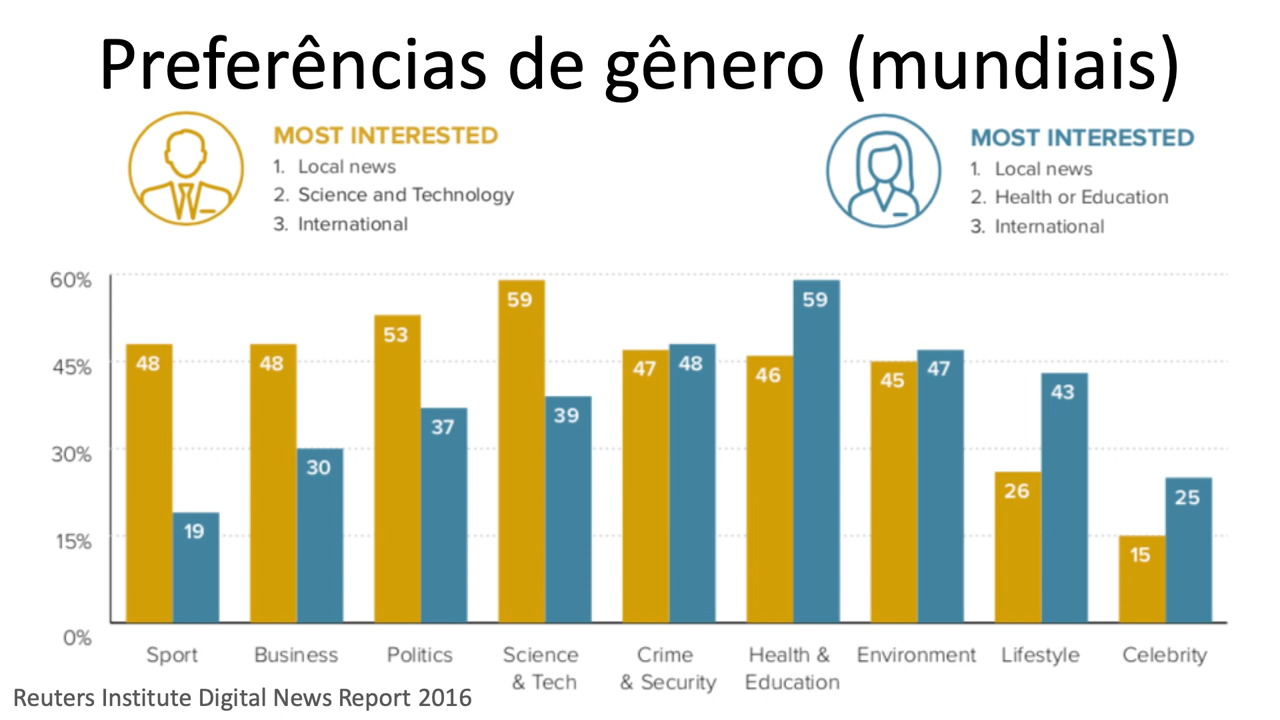 Preferências de gênero (mundiais)
MOST INTERESTED
1. Local news
2. Science and Technology
3. International
MOST INTERESTED
1. Local news
2. Health or Education
3. International
60%
45%
30%
15%
0%
48
19
48
30
53
37
59
39
47
48
46
59
45
47
26
43
15
25
Sport
Business
Politics
Science
& Tech
Crime
& Security
Health &
Education
Environment
Lifestyle
Celebrity
Reuters Institute Digital News Report 2016